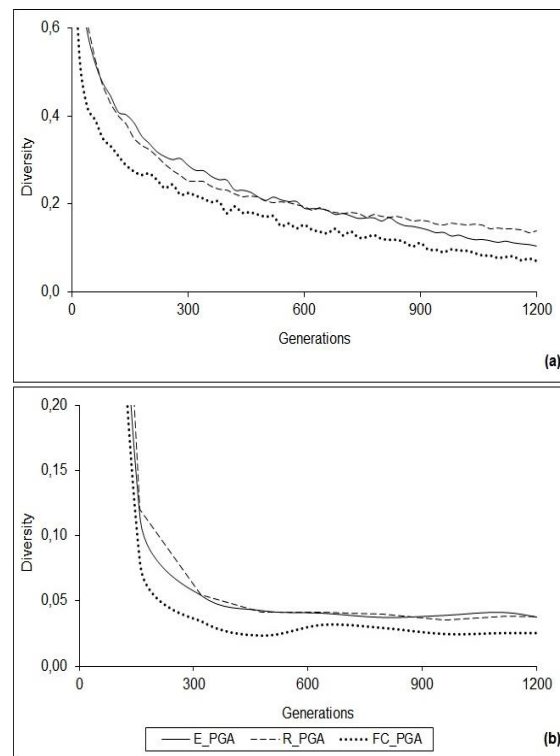 0,6
0,4
0,2
0,0
Diversity
0 300 600 900 1200
Generations
(a)
0,20
0,15
0,10
0,05
0,00
Diversity
0 300 600 900 1200
Generations
(b)
E_PGA R_PGA FC_PGA